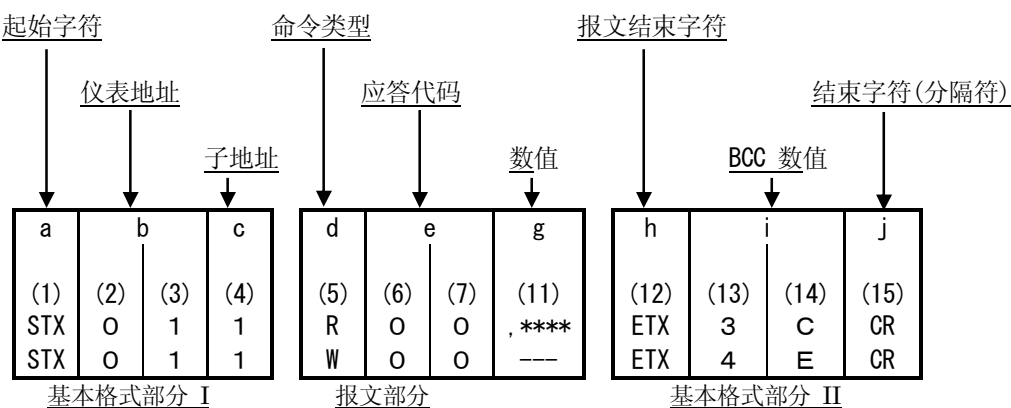 起始字符 命令类型 报文结束字符
仪表地址 应答代码 结束字符(分隔符)
子地址 数值 BCC 数值
a b c d e g h i j
(1) (2) (3) (4) (5) (6) (7) (11) (12) (13) (14) (15)
STX 0 1 1 R 0 0 ,**** ETX 3 C CR
STX 0 1 1 W 0 0 --- ETX 4 E CR
基本格式部分 I 报文部分 基本格式部分 II